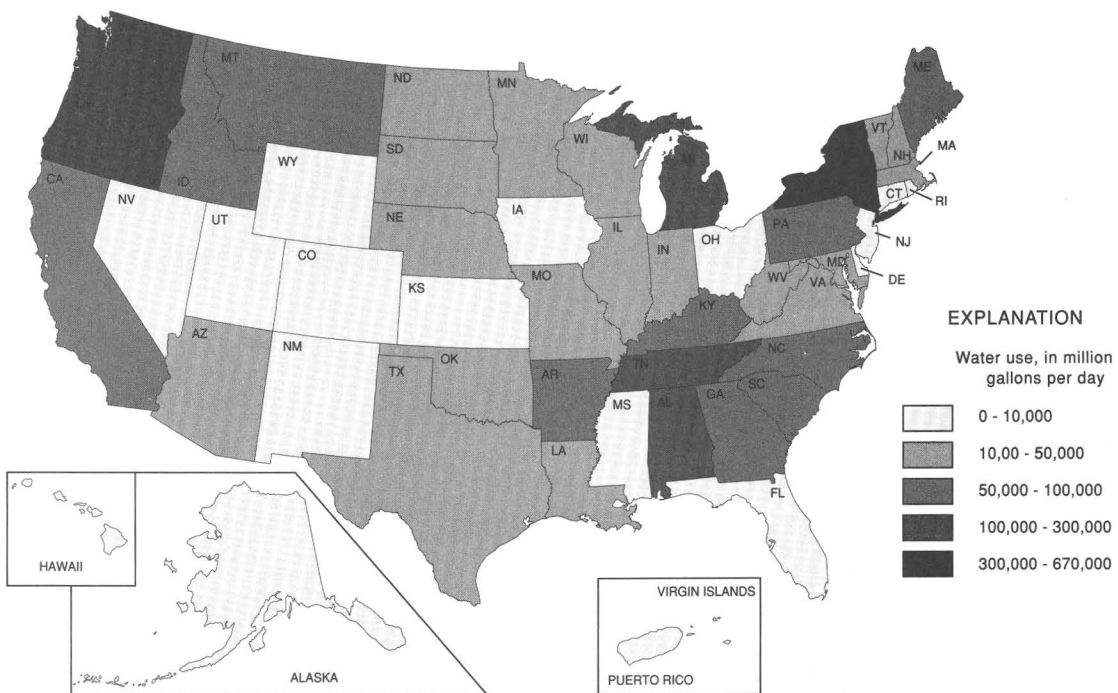 MT
ND
MN
ME
VT
WI
SD
MI
NH
MA
WY
CA
ID
NV
IA
CT
RI
UT
NE
PA
NJ
OH
IL
IN
CO
MD
DE
MO
WV
VA
KS
KY
AZ
NM
OK
TN
NC
TX
AR
SC
MS
AL
GA
LA
FL
EXPLANATION
Water use, in million
gallons per day
0 - 10,000
10,00 - 50,000
50,000 - 100,000
100,000 - 300,000
300,000 - 670,000
HAWAII
ALASKA
VIRGIN ISLANDS
PUERTO RICO